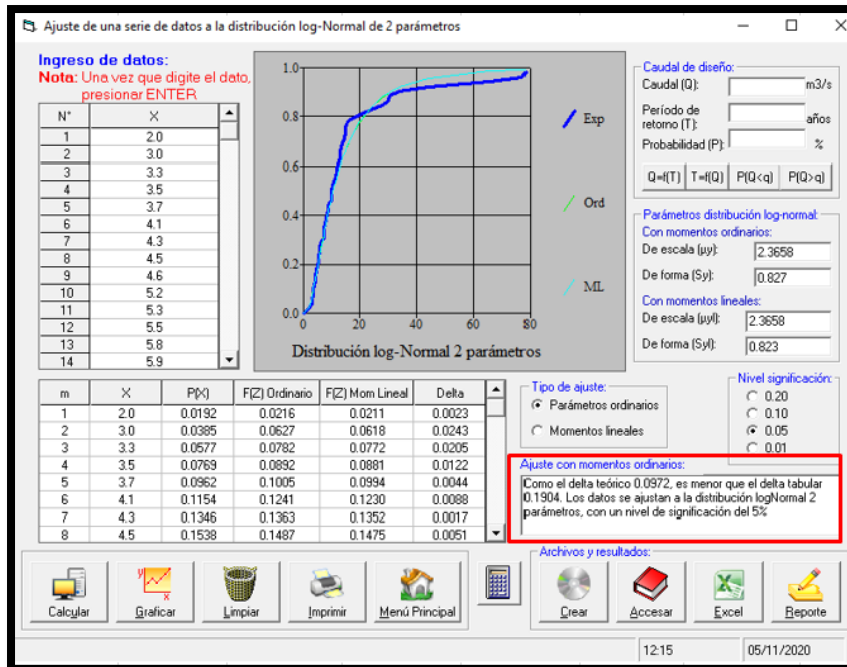 Ajuste de una serie de datos a la distribución log-Normal de 2 parámetros
Ingreso de datos:
Nota: Una vez que digite el dato,
presionar ENTER
N° X
1 2.0
2 3.0
3 3.3
4 3.5
5 3.7
6 4.1
7 4.3
8 4.5
9 4.6
10 5.2
11 5.3
12 5.5
13 5.8
14 5.9
1.0
0.8
0.6
0.4
0.2
0.0
0 20 40 60 80
Exp
Ord
ML
Distribución log-Normal 2 parámetros
Caudal de diseño:
Caudal (Q): m3/s
Período de
retorno (T): años
Probabilidad (P): %
Q=f(T) T=f(Q) P(Q<q) P(Q>q)
Parámetros distribución log-normal:
Con momentos ordinarios:
De escala (μy): 2.3658
De forma (Sy): 0.827
Con momentos lineales:
De escala (μyl): 2.3658
De forma (Syl): 0.823
m X P(X) F(Z) Ordinario F(Z) Mom Lineal Delta
1 2.0 0.0192 0.0216 0.0211 0.0023
2 3.0 0.0385 0.0627 0.0618 0.0243
3 3.3 0.0577 0.0782 0.0772 0.0205
4 3.5 0.0769 0.0892 0.0881 0.0122
5 3.7 0.0962 0.1005 0.0994 0.0044
6 4.1 0.1154 0.1241 0.1230 0.0088
7 4.3 0.1346 0.1363 0.1352 0.0017
8 4.5 0.1538 0.1487 0.1475 0.0051
Tipo de ajuste:
Parámetros ordinarios
Momentos lineales
Nivel significación:
0.20
0.10
0.05
0.01
Ajuste con momentos ordinarios:
Como el delta teórico 0.0972, es menor que el delta tabular
0.1904. Los datos se ajustan a la distribución logNormal 2
parámetros, con un nivel de significación del 5%
Calcular Graficar Limpiar Imprimir Menú Principal
Archivos y resultados:
Crear Accesar Excel Reporte
12:15 05/11/2020